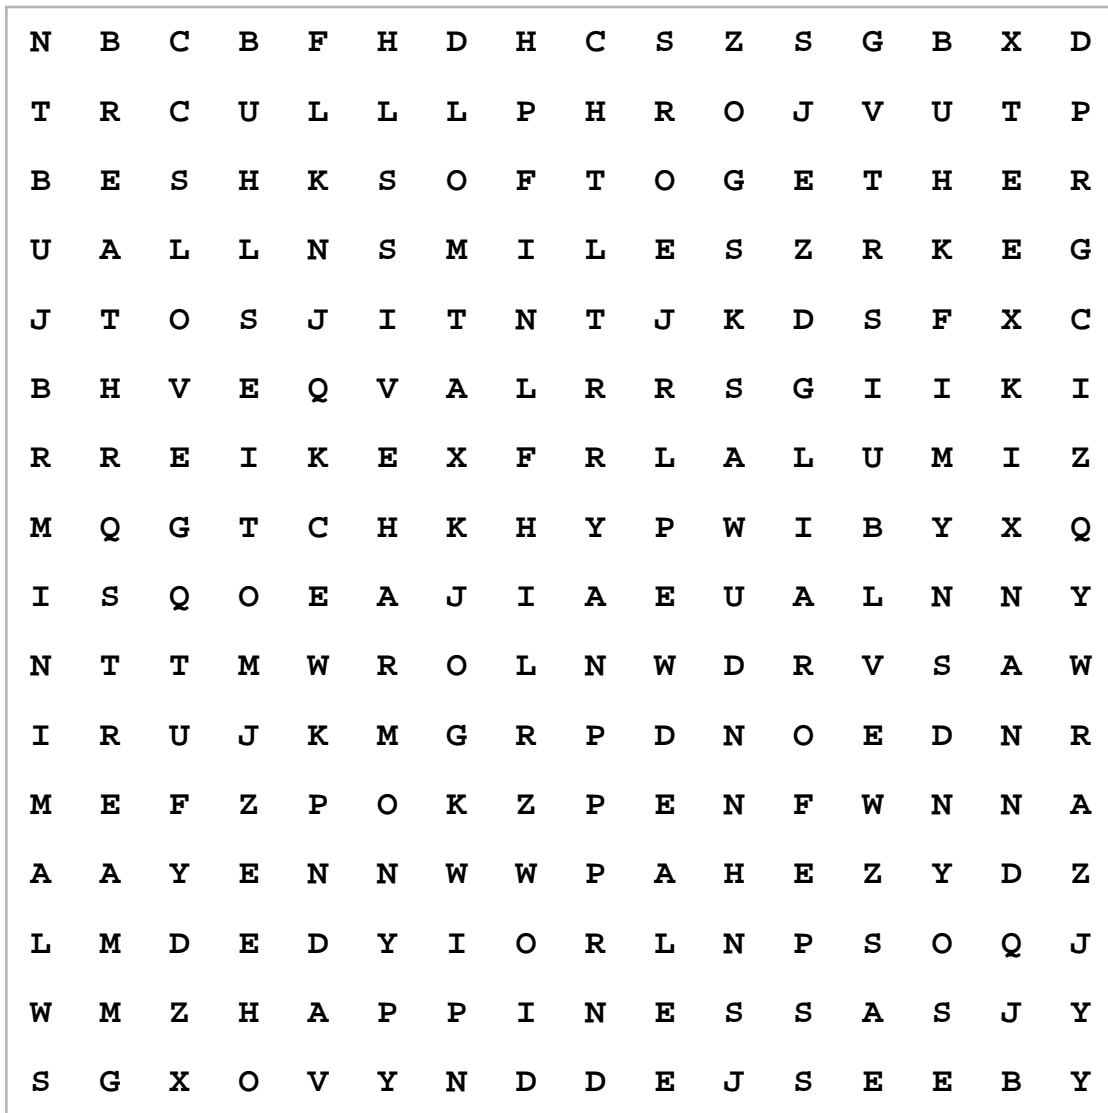 N B C B F H D H C S Z S G B X D
T R C U L L L P H R O J V U T P
B E S H K S O F T O G E T H E R
U A L L N S M I L E S Z R K E G
J T O S J I T N T J K D S F X C
B H V E Q V A L R R S G I I K I
R R E I K E X F R L A L U M I Z
M Q G T C H K H Y P W I B Y X Q
I S Q O E A J I A E U A L N N Y
N T T M W R O L N W D R V S A W
I R U J K M G R P D N O E D N R
M E F Z P O K Z P E N F W N N A
A A Y E N N W W P A H E Z Y D Z
L M D E D Y I O R L N P S O Q J
W M Z H A P P I N E S S A S J Y
S G X O V Y N D D E J S E E B Y